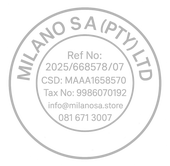 MILANO S A (PTY) LTD
Ref No:
2025/668578/07
CSD: MAAA1658570
Tax No: 9986070192
info@milanosa.store
081 671 3007